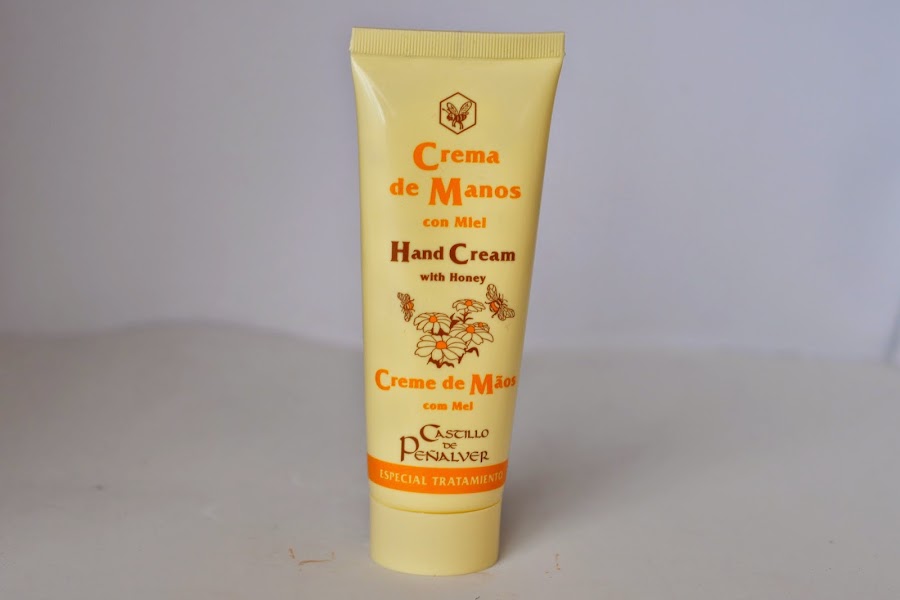 Crema
de Manos
con Miel
Hand Cream
with Honey
Creme de Mãos
com Mel
CASTILLO
DE
PEÑALVER
ESPECIAL TRATAMIENTO